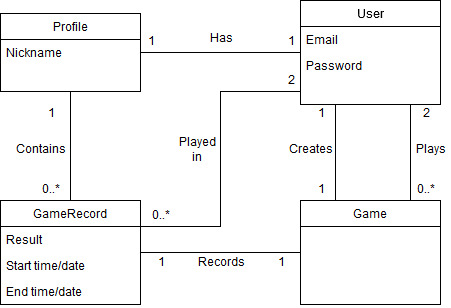 User
Profile
Has
Email
Nickname
1
1
Password
2
1
1
2
Contains
Played
in
Creates
Plays
0..*
1
0..*
GameRecord
0..*
Game
Result
Start time/date
1
Records
1
End time/date